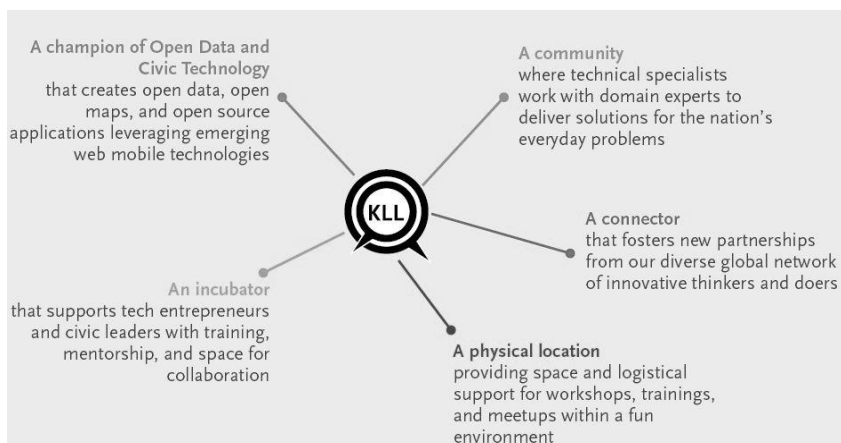 A champion of Open Data and
Civic Technology
that creates open data, open
maps, and open source
applications leveraging emerging
web mobile technologies
A community
where technical specialists
work with domain experts to
deliver solutions for the nation's
everyday problems
KLL
A connector
that fosters new partnerships
from our diverse global network
of innovative thinkers and doers
An incubator
that supports tech entrepreneurs
and civic leaders with training,
mentorship, and space for
collaboration
A physical location
providing space and logistical
support for workshops, trainings,
and meetups within a fun
environment